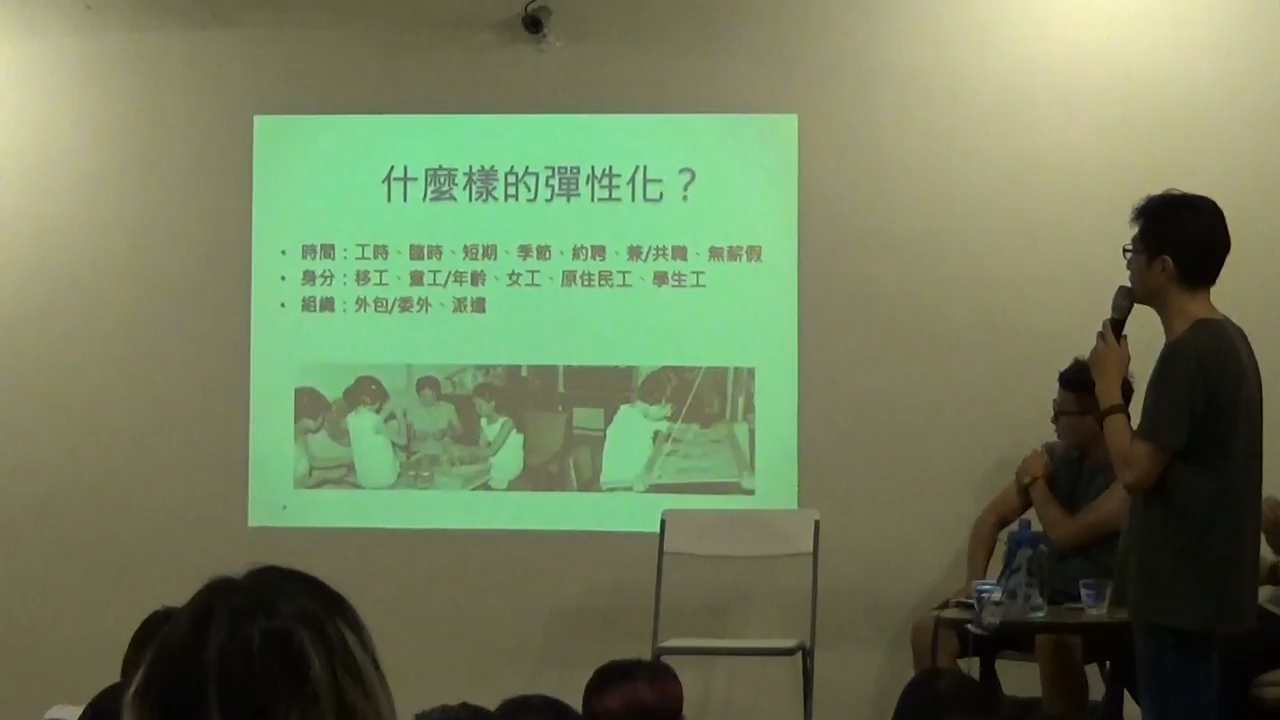 什麼樣的彈性化？
• 時間：工時、臨時、短期、季節、約聘、兼/共職、無薪假
• 身分：移工、童工/年齡、女工、原住民工、學生工
• 組織：外包/委外、派遣